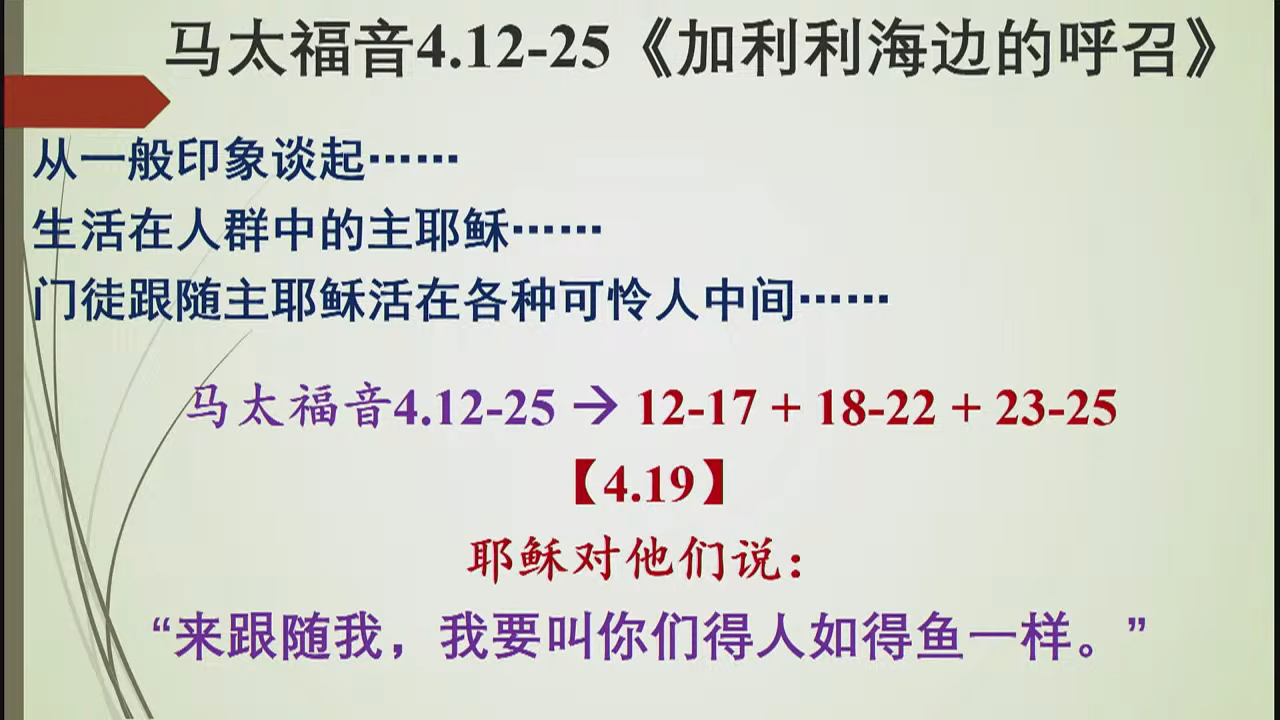 马太福音4.12-25《加利利海边的呼召》
从一般印象谈起……
生活在人群中的主耶稣……
门徒跟随主耶稣活在各种可怜人中间……
马太福音4.12-25 → 12-17 + 18-22 + 23-25
【4.19】
耶稣对他们说：
“来跟随我，我要叫你们得人如得鱼一样。”